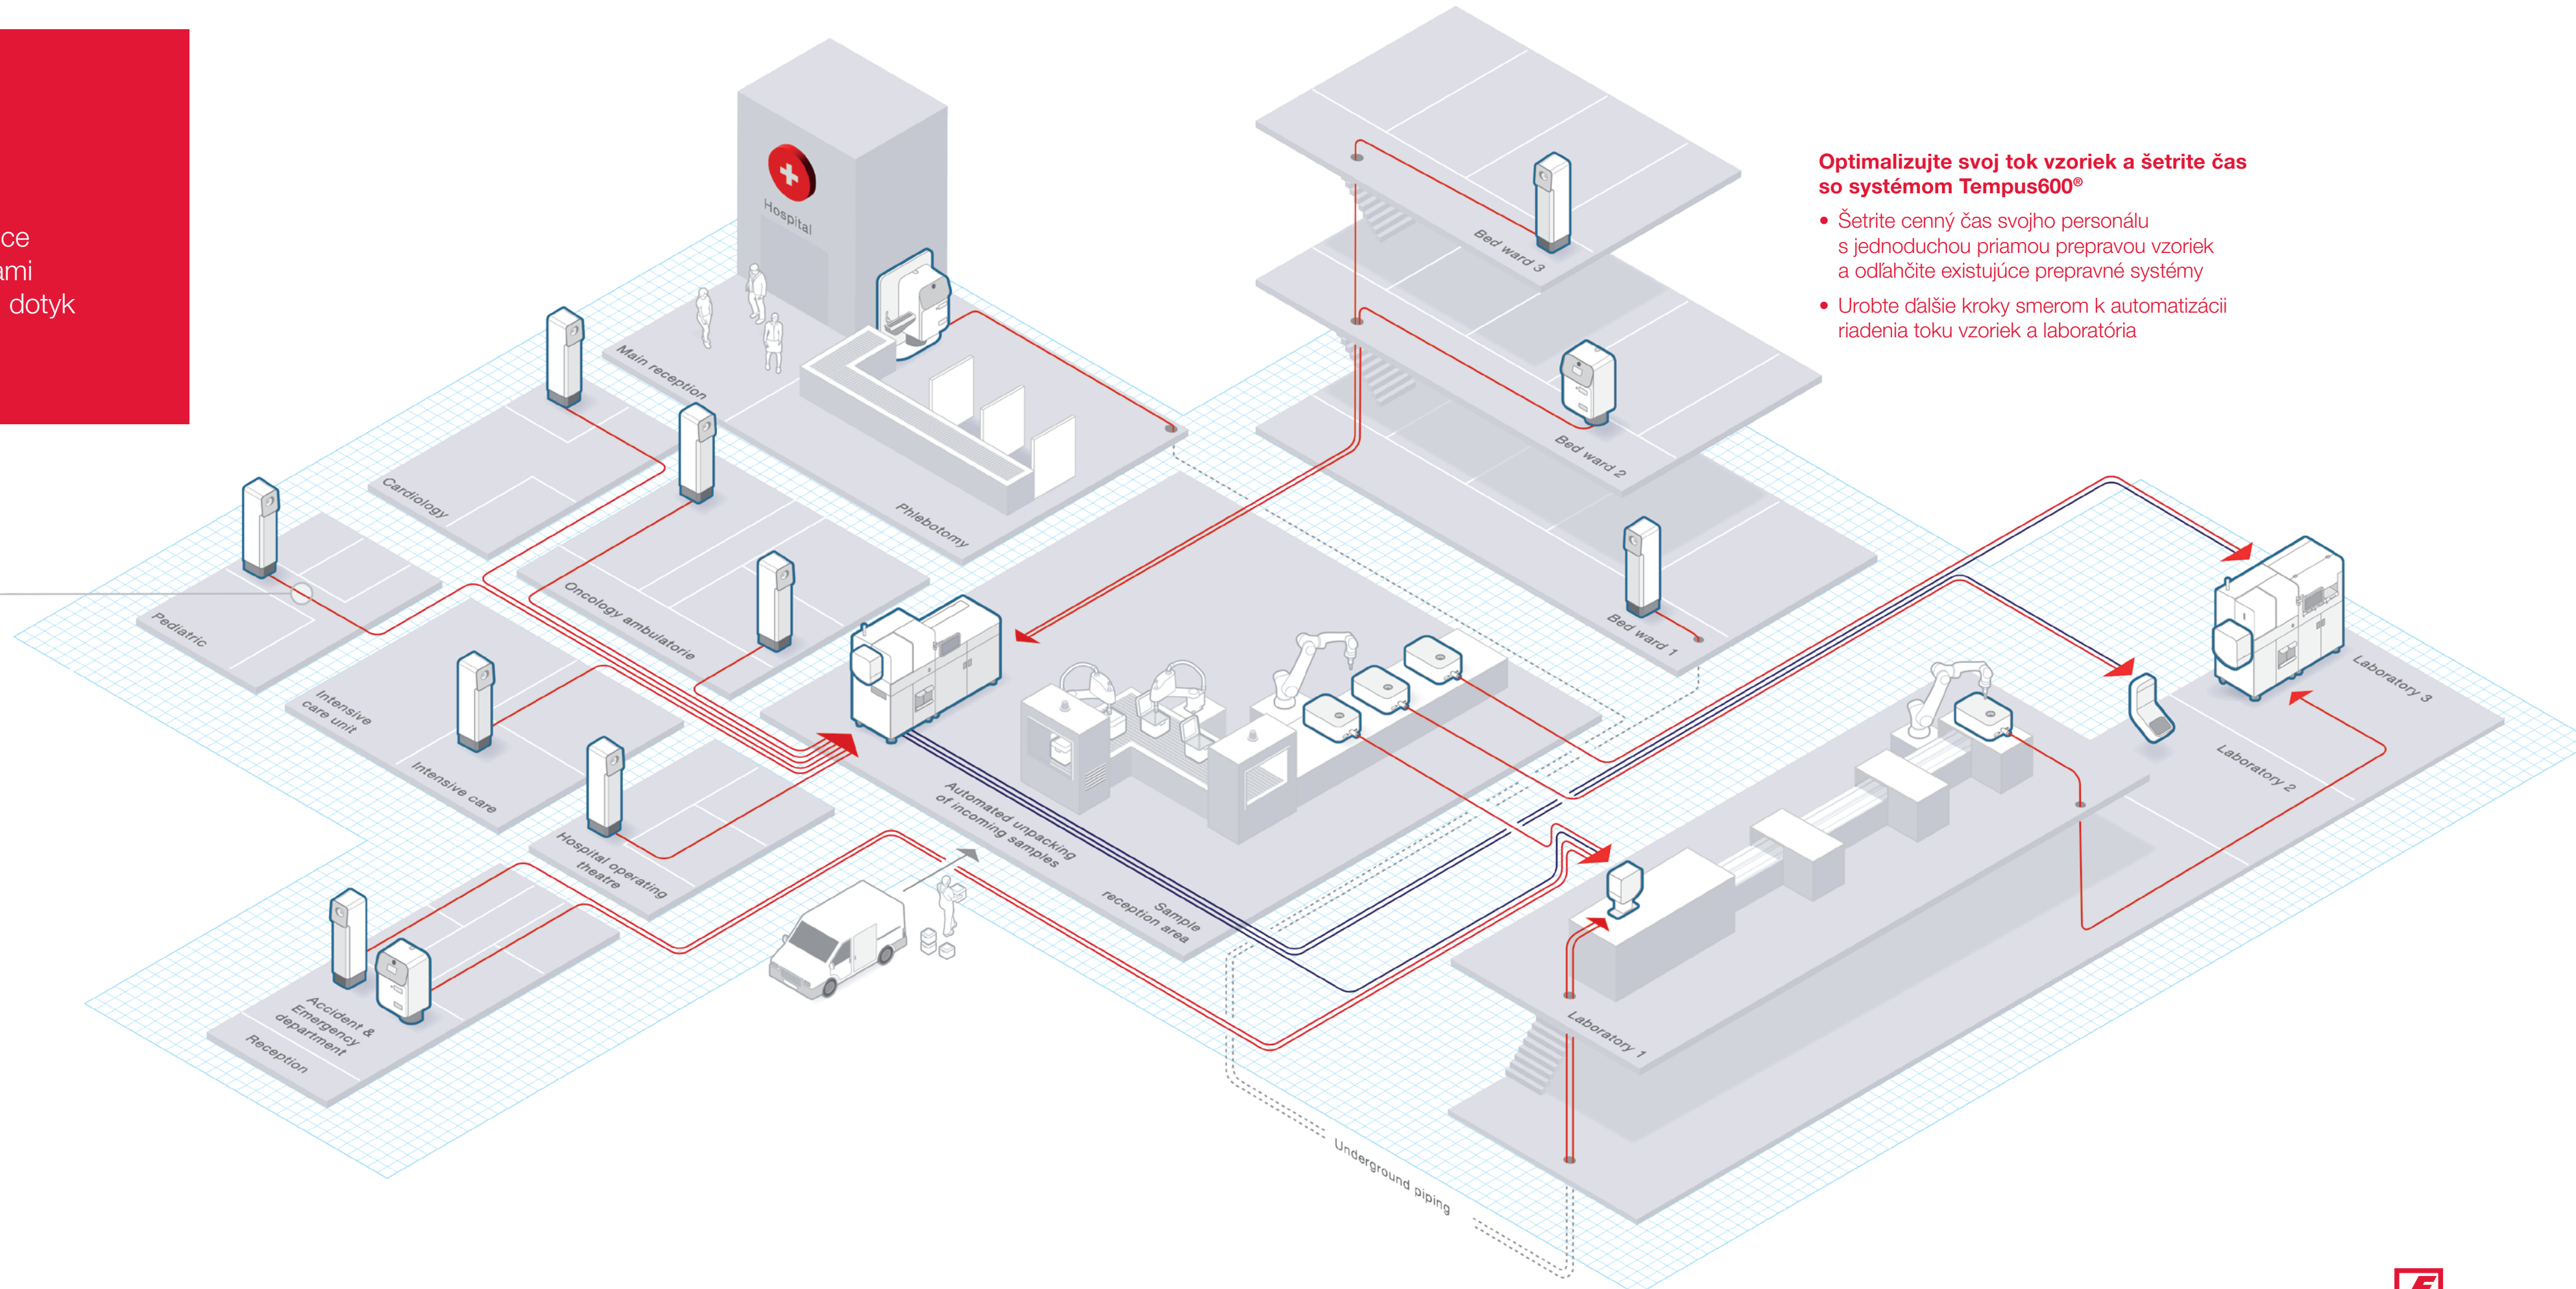 ce
ami
dotyk
Optimalizujte svoj tok vzoriek a šetrite čas
so systémom Tempus600®
• Šetrite cenný čas svojho personálu
s jednoduchou priamou prepravou vzoriek
a odľahčite existujúce prepravné systémy
• Urobte ďalšie kroky smerom k automatizácii
riadenia toku vzoriek a laboratória
Hospital
Main reception
Phlebotomy
Cardiology
Oncology ambulatorie
Pediatric
Intensive
care unit
Intensive care
Hospital operating
theatre
Accident &
Emergency
department
Reception
Automated unpacking
of incoming samples
Sample
reception area
Bed ward 3
Bed ward 2
Bed ward 1
Laboratory 3
Laboratory 2
Laboratory 1
Underground piping